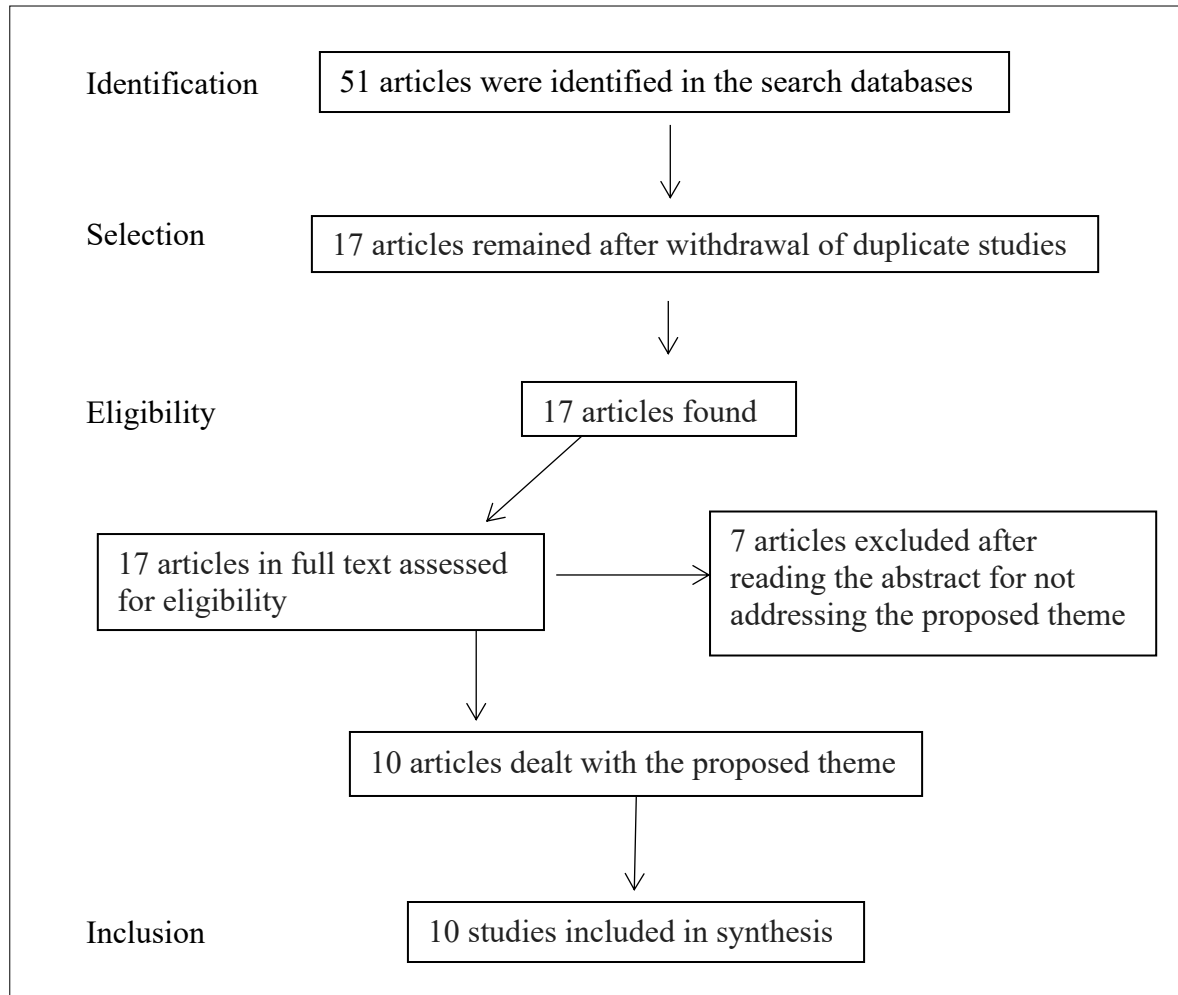 Identification
51 articles were identified in the search databases
Selection
17 articles remained after withdrawal of duplicate studies
Eligibility
17 articles found
17 articles in full text assessed
for eligibility
7 articles excluded after
reading the abstract for not
addressing the proposed theme
10 articles dealt with the proposed theme
Inclusion
10 studies included in synthesis